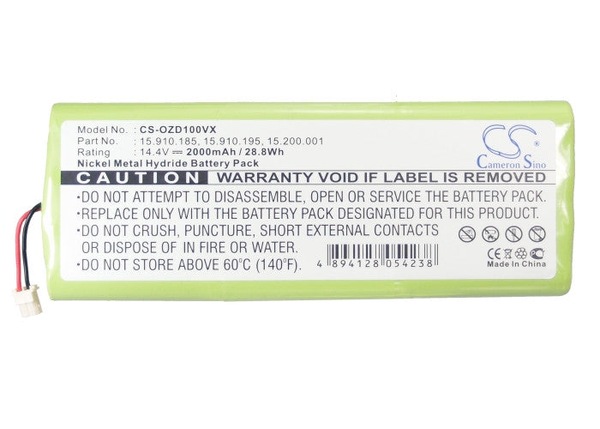 Model No.: CS-OZD100VX
Part No. : 15.910.185, 15.910.195, 15.200.001
Rating : 14.4V⎓ 2000mAh / 28.8Wh
Nickel Metal Hydride Battery Pack
CS
Cameron Sino
CAUTION WARRANTY VOID IF LABEL IS REMOVED
•DO NOT ATTEMPT TO DISASSEMBLE, OPEN OR SERVICE THE BATTERY PACK.
•REPLACE ONLY WITH THE BATTERY PACK DESIGNATED FOR THIS PRODUCT.
•DO NOT CRUSH, PUNCTURE, SHORT EXTERNAL CONTACTS
OR DISPOSE OF IN FIRE OR WATER.
•DO NOT STORE ABOVE 60°C (140°F).
4 894128 054238
CE